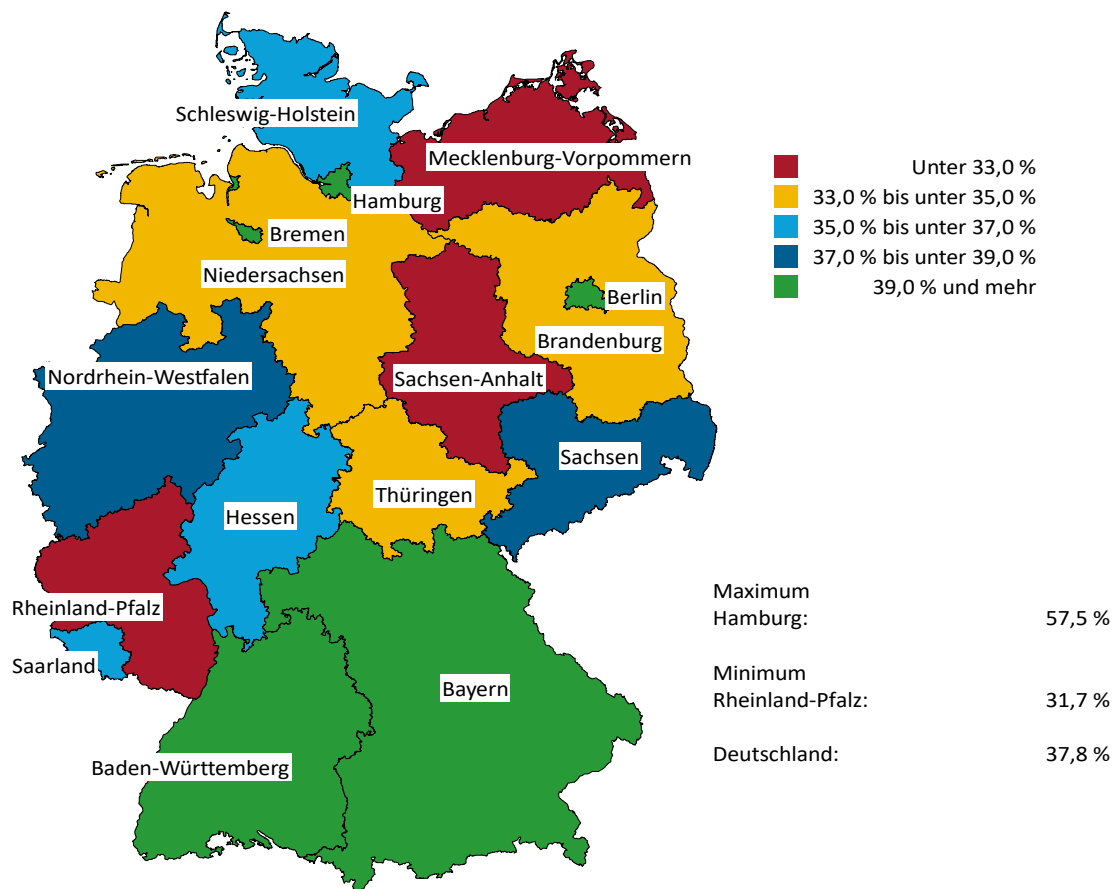 Schleswig-Holstein
Mecklenburg-Vorpommern
Hamburg
Bremen
Niedersachsen
Berlin
Brandenburg
Nordrhein-Westfalen
Sachsen-Anhalt
Sachsen
Thüringen
Hessen
Rheinland-Pfalz
Saarland
Bayern
Baden-Württemberg
Unter 33,0 %
33,0 % bis unter 35,0 %
35,0 % bis unter 37,0 %
37,0 % bis unter 39,0 %
39,0 % und mehr
Maximum
Hamburg: 57,5 %
Minimum
Rheinland-Pfalz: 31,7 %
Deutschland: 37,8 %